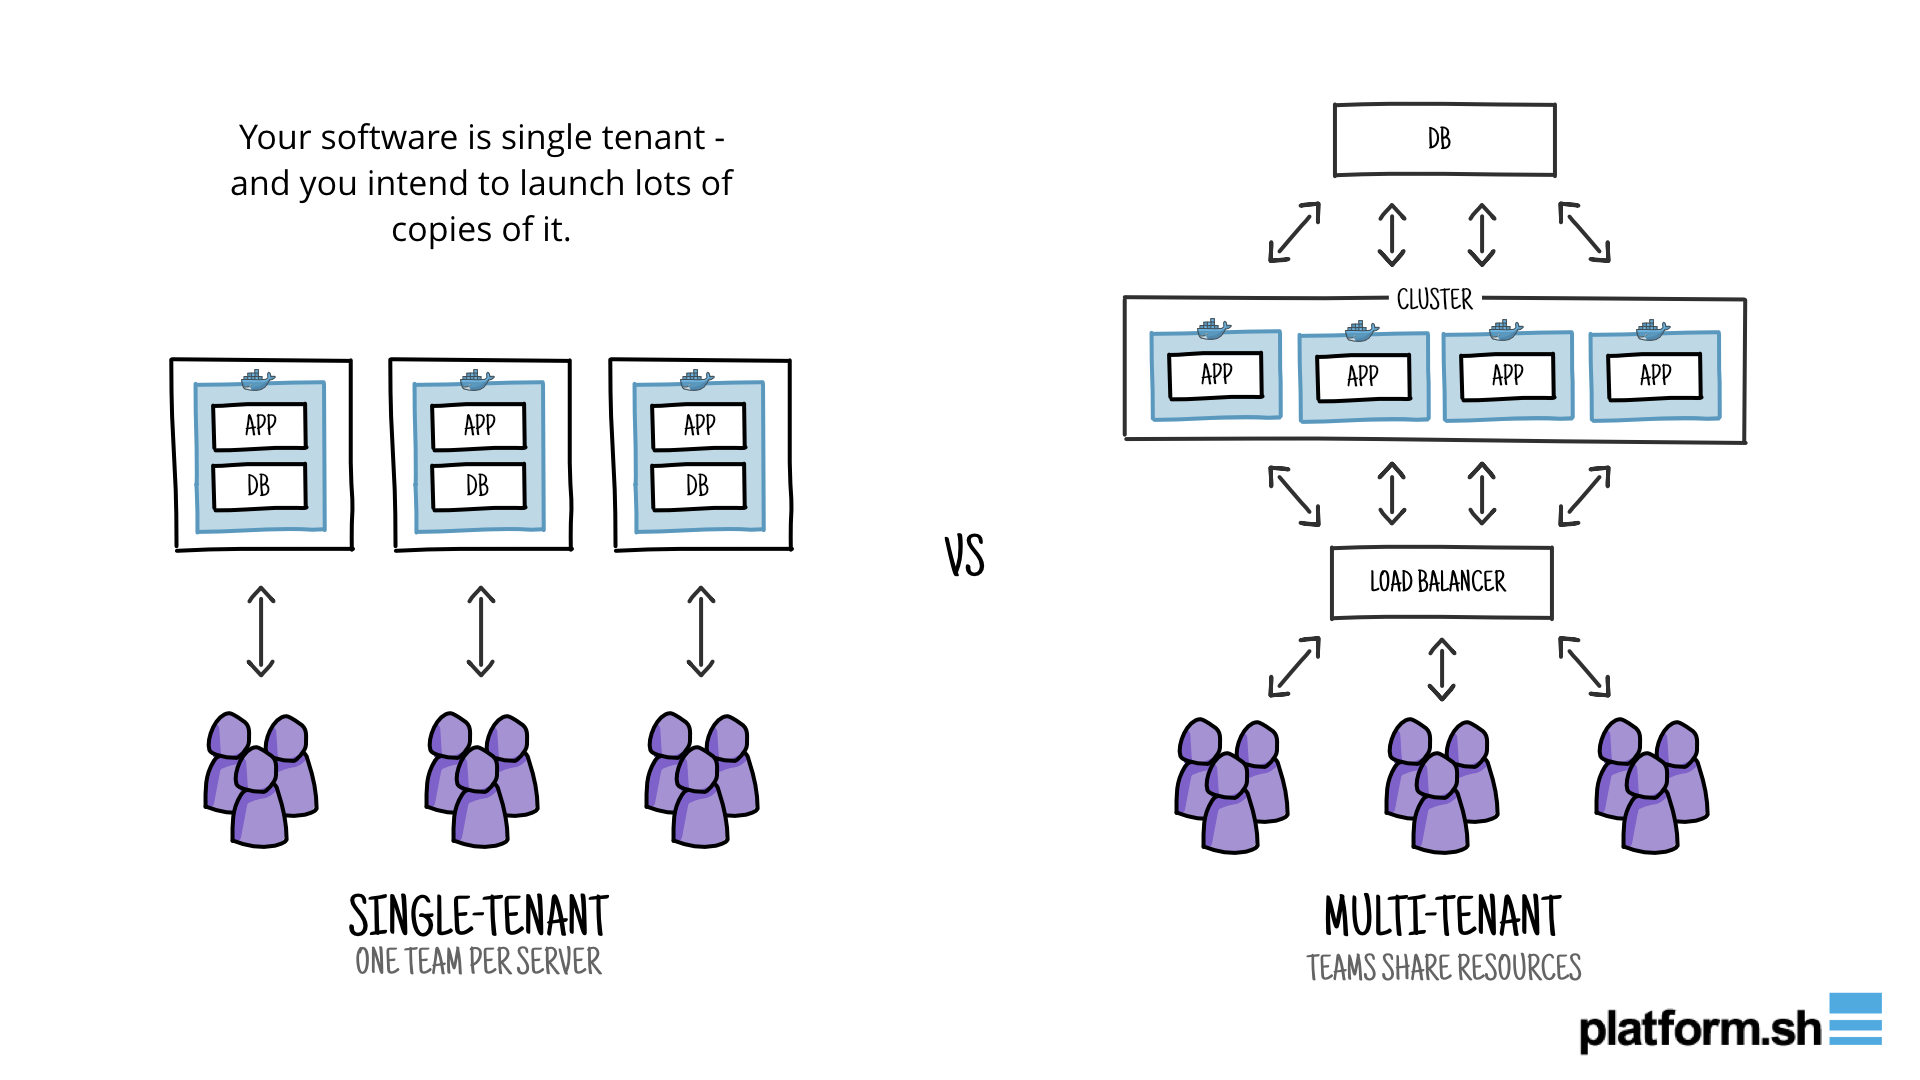 Your software is single tenant -
and you intend to launch lots of
copies of it.
APP
DB
APP
DB
APP
DB
SINGLE-TENANT
ONE TEAM PER SERVER
VS
DB
CLUSTER
APP
APP
APP
APP
LOAD BALANCER
MULTI-TENANT
TEAMS SHARE RESOURCES
platform.sh